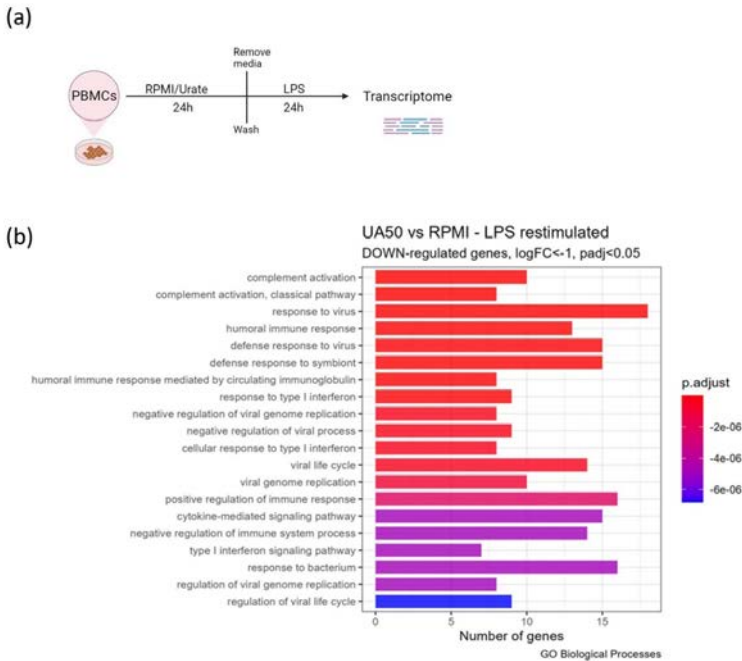 (a)
PBMCs
RPMI/Urate
24h
Remove
media
Wash
LPS
24h
Transcriptome
(b)
UA50 vs RPMI - LPS restimulated
DOWN-regulated genes, logFC<-1, padj<0.05
complement activation
complement activation, classical pathway
response to virus
humoral immune response
defense response to virus
defense response to symbiont
humoral immune response mediated by circulating immunoglobulin
response to type I interferon
negative regulation of viral genome replication
negative regulation of viral process
cellular response to type I interferon
viral life cycle
viral genome replication
positive regulation of immune response
cytokine-mediated signaling pathway
negative regulation of immune system process
type I interferon signaling pathway
response to bacterium
regulation of viral genome replication
regulation of viral life cycle
0 5 10 15
Number of genes
GO Biological Processes
p.adjust
-2e-06
-4e-06
-6e-06